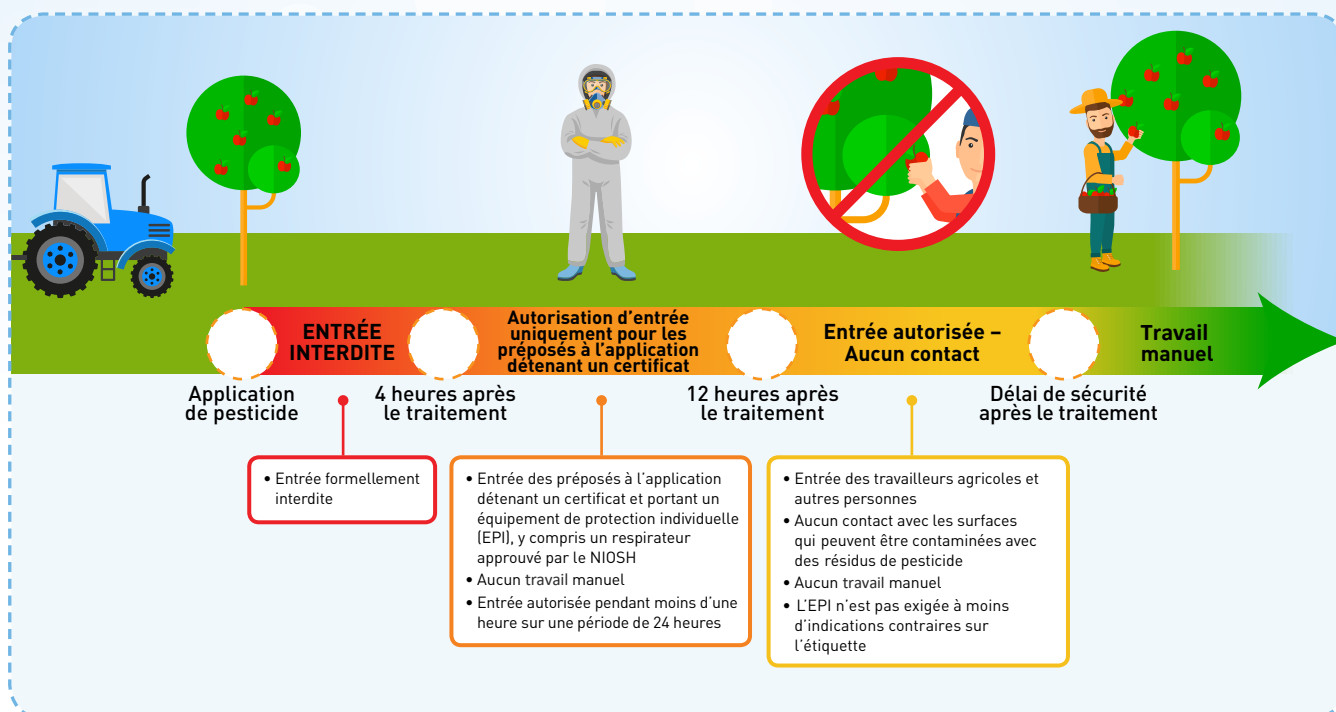 ENTRÉE
INTERDITE
Autorisation d’entrée
uniquement pour les
préposés à l’application
détenant un certificat
Entrée autorisée –
Aucun contact
Travail
manuel
Application
de pesticide
4 heures après
le traitement
12 heures après
le traitement
Délai de sécurité
après le traitement
• Entrée formellement
interdite
• Entrée des préposés à l’application
détenant un certificat et portant un
équipement de protection individuelle
(EPI), y compris un respirateur
approuvé par le NIOSH
• Aucun travail manuel
• Entrée autorisée pendant moins d’une
heure sur une période de 24 heures
• Entrée des travailleurs agricoles et
autres personnes
• Aucun contact avec les surfaces
qui peuvent être contaminées avec
des résidus de pesticide
• Aucun travail manuel
• L’EPI n’est pas exigée à moins
d’indications contraires sur
l’étiquette